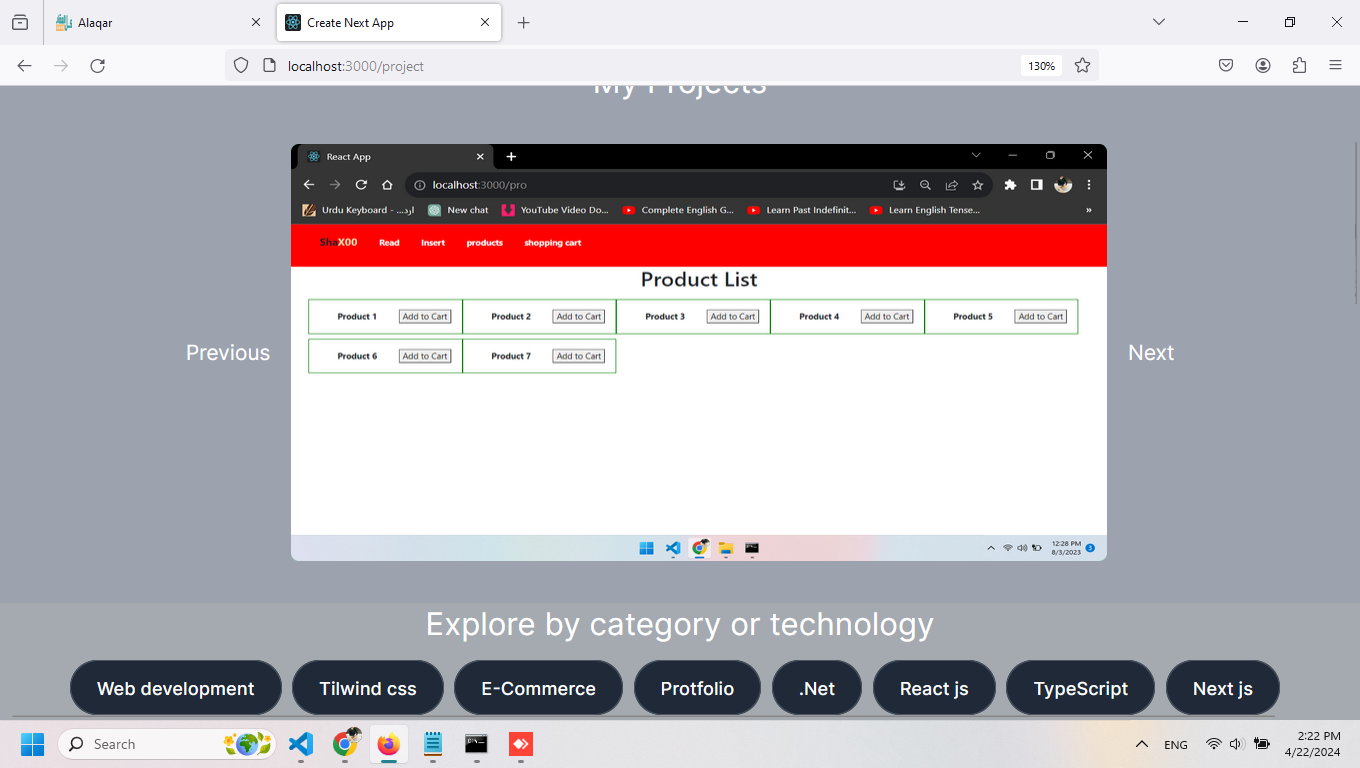 Alaqar
Create Next App
localhost:3000/project
130%
My Projects
React App
localhost:3000/pro
Urdu Keyboard - ...ارد
New chat
YouTube Video Do...
Complete English G...
Learn Past Indefinit...
Learn English Tense...
»
ShaX00
Read
Insert
products
shopping cart
Product List
Product 1 Add to Cart Product 2 Add to Cart Product 3 Add to Cart Product 4 Add to Cart Product 5 Add to Cart
Product 6 Add to Cart Product 7 Add to Cart
Previous
Next
12:28 PM
8/3/2023
3
Explore by category or technology
Web development
Tilwind css
E-Commerce
Protfolio
.Net
React js
TypeScript
Next js
Search
ENG
2:22 PM
4/22/2024